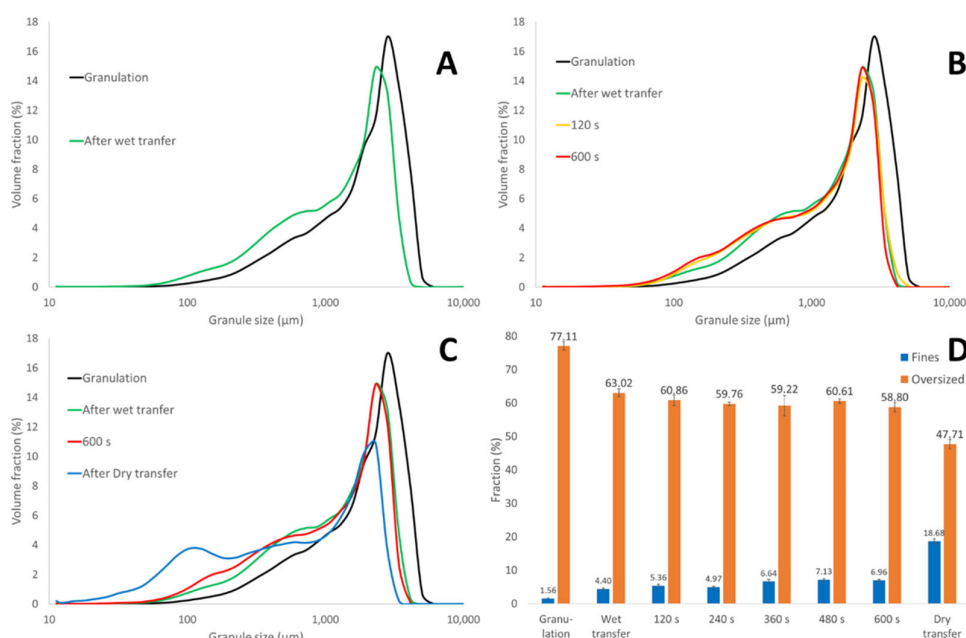 18
16
14
12
10
8
6
4
2
0
Volume fraction (%)
Granulation
After wet tranfer
A
10
100
1,000
10,000
Granule size (µm)
18
16
14
12
10
8
6
4
2
0
Volume fraction (%)
Granulation
After wet tranfer
120 s
600 s
B
10
100
1,000
10,000
Granule size (µm)
18
16
14
12
10
8
6
4
2
0
Volume fraction (%)
Granulation
After wet tranfer
600 s
After Dry transfer
C
10
100
1,000
10,000
Granule size (µm)
80
70
60
50
40
30
20
10
0
Fraction (%)
D
Fines
Oversized
77.11
63.02
60.86
59.76
59.22
60.61
58.80
47.71
1.56
4.40
5.36
4.97
6.64
7.13
6.96
18.68
Granu-
lation
Wet
transfer
120 s
240 s
360 s
480 s
600 s
Dry
transfer